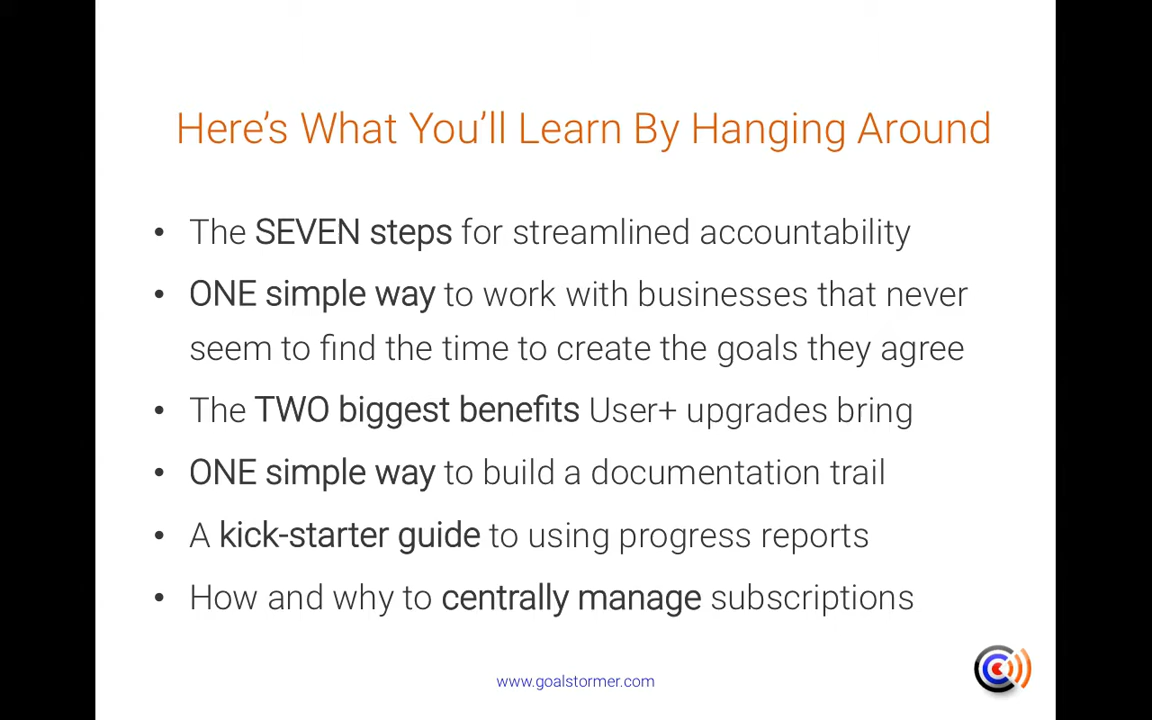 Here’s What You’ll Learn By Hanging Around
• The SEVEN steps for streamlined accountability
• ONE simple way to work with businesses that never
seem to find the time to create the goals they agree
• The TWO biggest benefits User+ upgrades bring
• ONE simple way to build a documentation trail
• A kick-starter guide to using progress reports
• How and why to centrally manage subscriptions
www.goalstormer.com